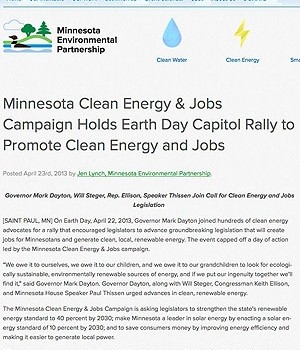 Minnesota
Environmental
Partnership
Clean Water
Clean Energy
Minnesota Clean Energy & Jobs
Campaign Holds Earth Day Capitol Rally to
Promote Clean Energy and Jobs
Posted April 23rd, 2013 by Jen Lynch, Minnesota Environmental Partnership.
Governor Mark Dayton, Will Steger, Rep. Ellison, Speaker Thissen Join Call for Clean Energy and Jobs
Legislation
[SAINT PAUL, MN] On Earth Day, April 22, 2013, Governor Mark Dayton joined hundreds of clean energy
advocates for a rally that encouraged legislators to advance groundbreaking legislation that will create
jobs for Minnesotans and generate clean, local, renewable energy. The event capped off a day of action
led by the Minnesota Clean Energy & Jobs campaign.
“We owe it to ourselves, we owe it to our children, and we owe it to our grandchildren to look for ecologi-
cally sustainable, environmentally renewable sources of energy, and if we put our ingenuity together we'll
find it,” said Governor Mark Dayton. Governor Dayton, along with Will Steger, Congressman Keith Ellison,
and Minnesota House Speaker Paul Thissen urged advances in clean, renewable energy.
The Minnesota Clean Energy & Jobs Campaign is asking legislators to strengthen the state's renewable
energy standard to 40 percent by 2030; make Minnesota a leader in solar energy by enacting a solar en-
ergy standard of 10 percent by 2030; and to save consumers money by improving energy efficiency and
making it easier to generate local power.